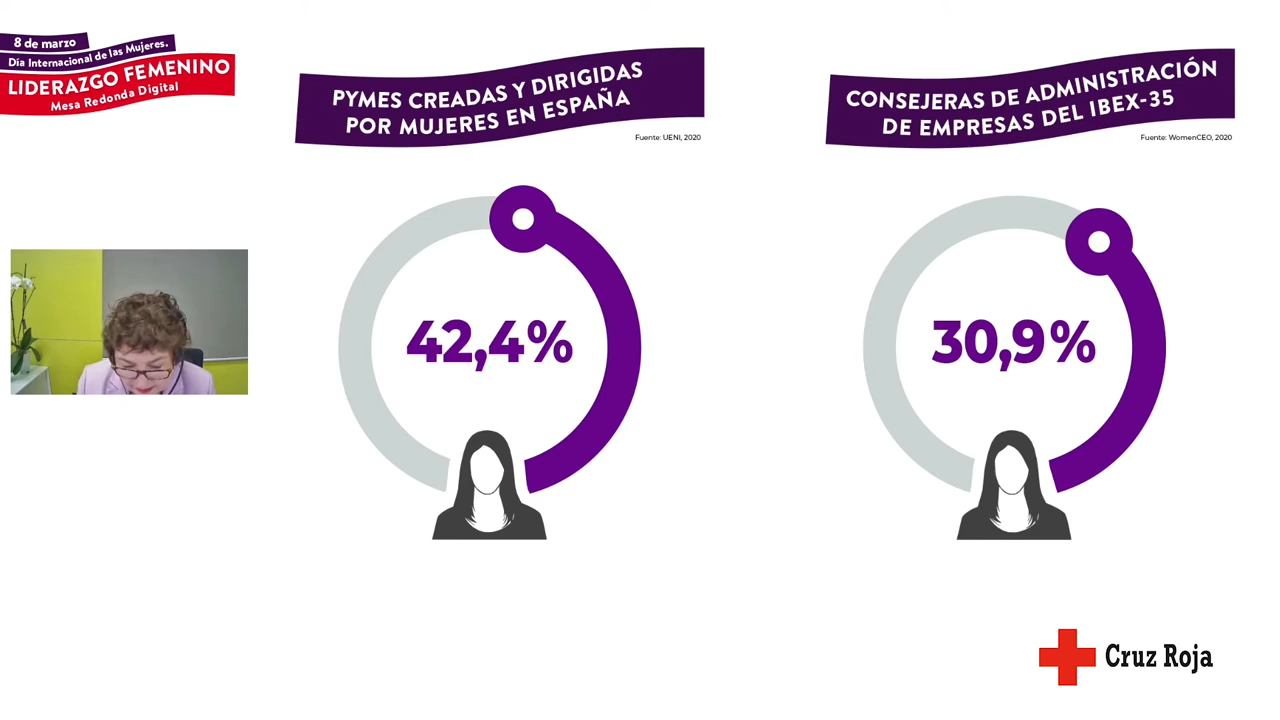 8 de marzo
Día Internacional de las Mujeres.
LIDERAZGO FEMENINO
Mesa Redonda Digital
PYMES CREADAS Y DIRIGIDAS
POR MUJERES EN ESPAÑA
Fuente: UENI, 2020
42,4%
CONSEJERAS DE ADMINISTRACIÓN
DE EMPRESAS DEL IBEX-35
Fuente: WomenCEO, 2020
30,9%
Cruz Roja